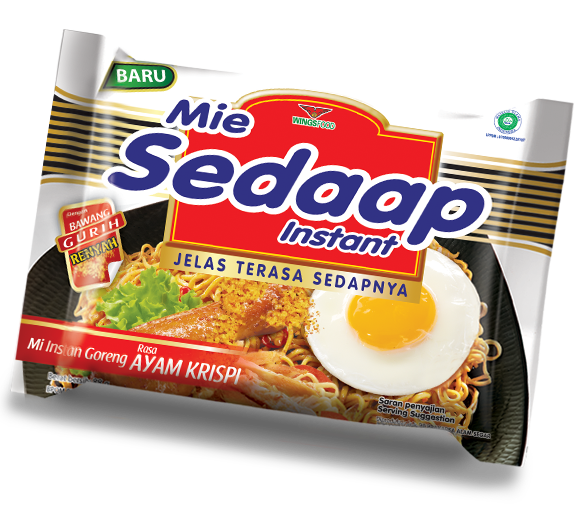 BARU
WINGSFOOD
Mie
Sedaap
Instant
JELAS TERASA SEDAPNYA
dengan
BAWANG
GURIH
RENYAH
Mi Instan Goreng Rasa
AYAM KRISPI
Saran penyajian
Serving Suggestion